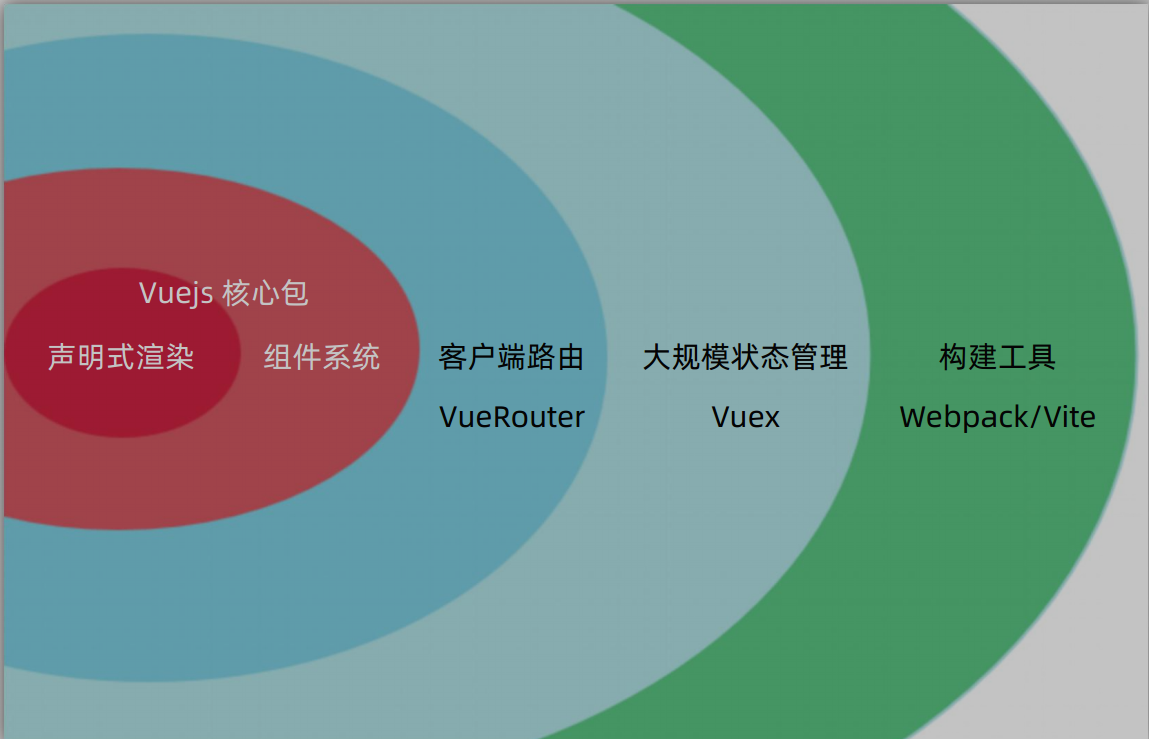 Vuejs 核心包
声明式渲染
组件系统
客户端路由
VueRouter
大规模状态管理
Vuex
构建工具
Webpack/Vite